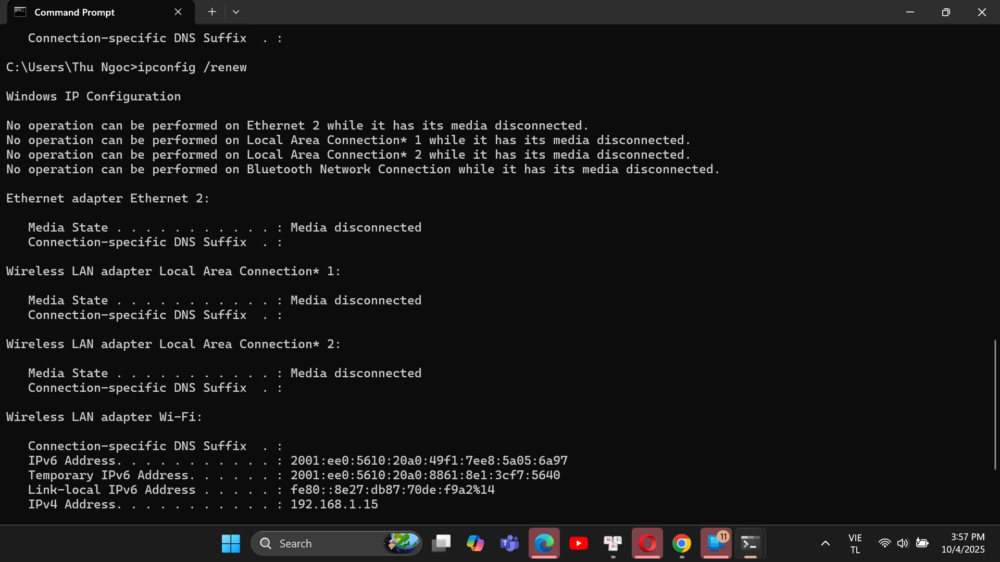 Command Prompt
Connection-specific DNS Suffix  . :
C:\Users\Thu Ngoc>ipconfig /renew
Windows IP Configuration
No operation can be performed on Ethernet 2 while it has its media disconnected.
No operation can be performed on Local Area Connection* 1 while it has its media disconnected.
No operation can be performed on Local Area Connection* 2 while it has its media disconnected.
No operation can be performed on Bluetooth Network Connection while it has its media disconnected.
Ethernet adapter Ethernet 2:
Media State . . . . . . . . . . . : Media disconnected
Connection-specific DNS Suffix  . :
Wireless LAN adapter Local Area Connection* 1:
Media State . . . . . . . . . . . : Media disconnected
Connection-specific DNS Suffix  . :
Wireless LAN adapter Local Area Connection* 2:
Media State . . . . . . . . . . . : Media disconnected
Connection-specific DNS Suffix  . :
Wireless LAN adapter Wi-Fi:
Connection-specific DNS Suffix  . :
IPv6 Address. . . . . . . . . . . : 2001:ee0:5610:20a0:49f1:7ee8:5a05:6a97
Temporary IPv6 Address. . . . . . : 2001:ee0:5610:20a0:8861:8e1:3cf7:5640
Link-local IPv6 Address . . . . . : fe80::8e27:db87:70de:f9a2%14
IPv4 Address. . . . . . . . . . . : 192.168.1.15
Search
11
VIE
TL
3:57 PM
10/4/2025